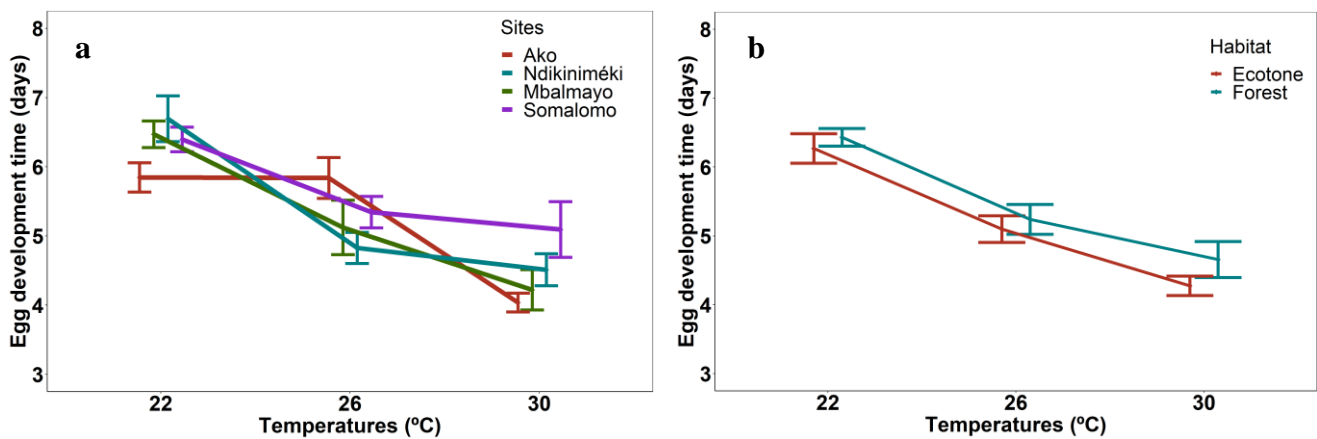 a
Sites
Ako
Ndikiniméki
Mbalmayo
Somalomo
Egg development time (days)
8
7
6
5
4
3
22
26
30
Temperatures (ºC)
b
Habitat
Ecotone
Forest
Egg development time (days)
8
7
6
5
4
3
22
26
30
Temperatures (ºC)